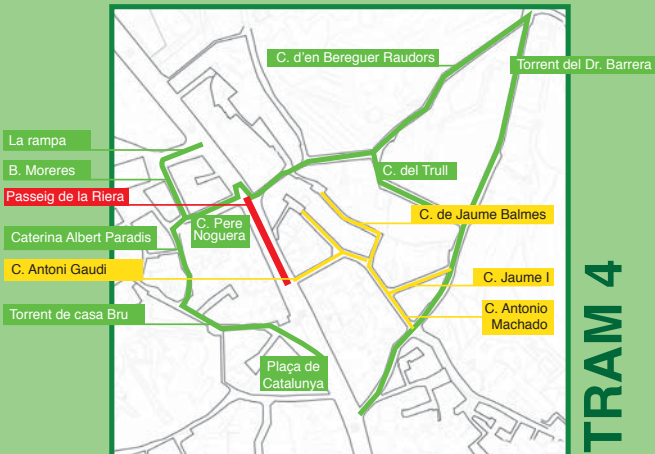 C. d'en Bereguer Raudors
Torrent del Dr. Barrera
La rampa
B. Moreres
C. del Trull
Passeig de la Riera
C. de Jaume Balmes
C. Pere
Noguera
Caterina Albert Paradis
C. Antoni Gaudi
C. Jaume I
C. Antonio
Machado
Torrent de casa Bru
Plaça de
Catalunya
TRAM 4